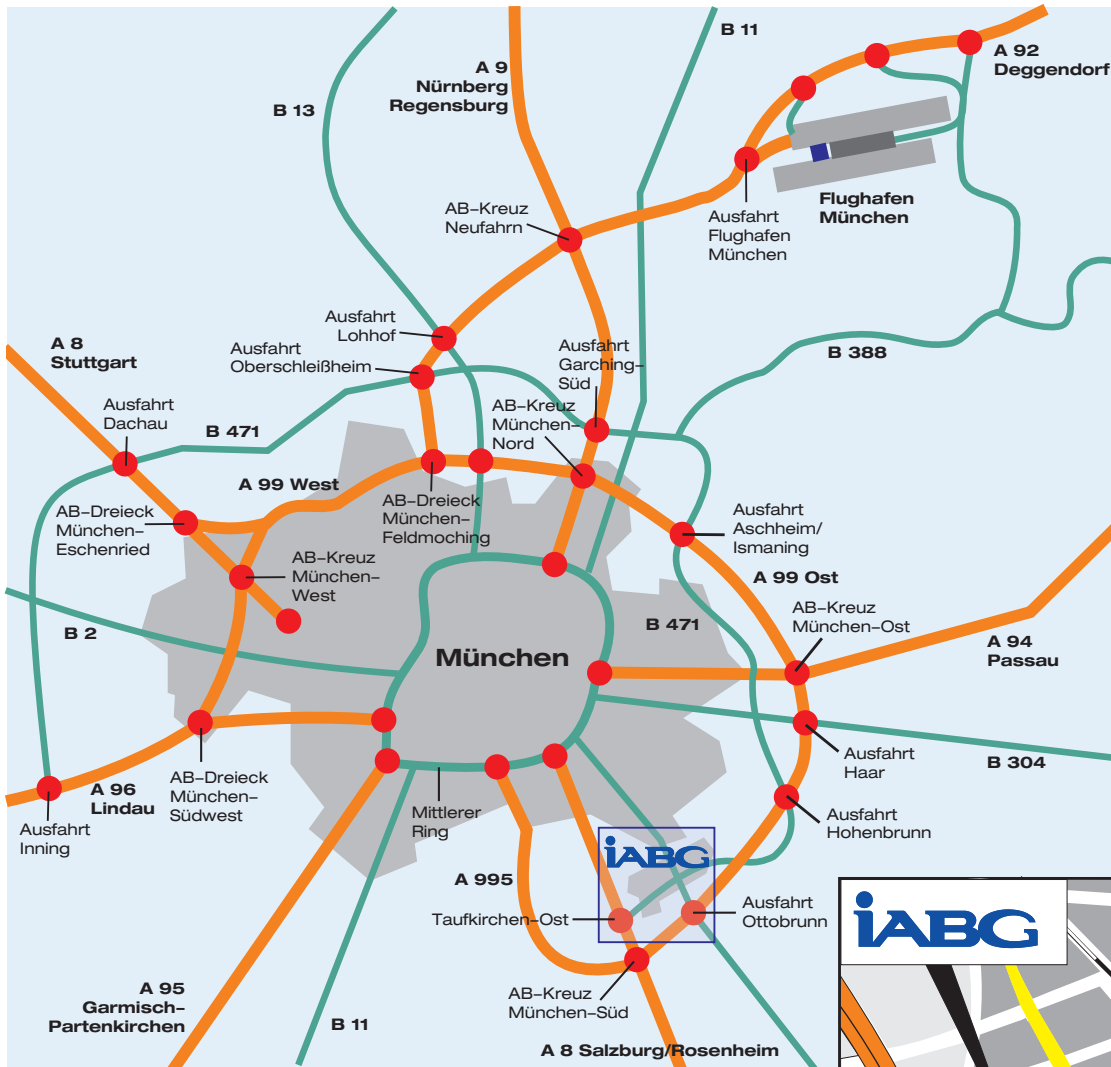 B 11
A 92
Deggendorf
A 9
Nürnberg
Regensburg
B 13
Flughafen
München
AB–Kreuz
Neufahrn
Ausfahrt
Flughafen
München
Ausfahrt
Lohhof
A 8
Stuttgart
Ausfahrt
Oberschleißheim
Ausfahrt
Garching–
Süd
B 388
Ausfahrt
Dachau
B 471
AB–Kreuz
München–
Nord
A 99 West
AB–Dreieck
München–
Feldmoching
AB–Dreieck
München–
Eschenried
Ausfahrt
Aschheim/
Ismaning
AB–Kreuz
München–
West
A 99 Ost
B 2
B 471
AB–Kreuz
München–Ost
München
A 94
Passau
A 96
Lindau
AB–Dreieck
München–
Südwest
Ausfahrt
Haar
B 304
Ausfahrt
Inning
Mittlerer
Ring
Ausfahrt
Hohenbrunn
iABG
A 995
Taufkirchen–Ost
Ausfahrt
Ottobrunn
iABG
A 95
Garmisch–
Partenkirchen
AB–Kreuz
München–Süd
B 11
A 8 Salzburg/Rosenheim